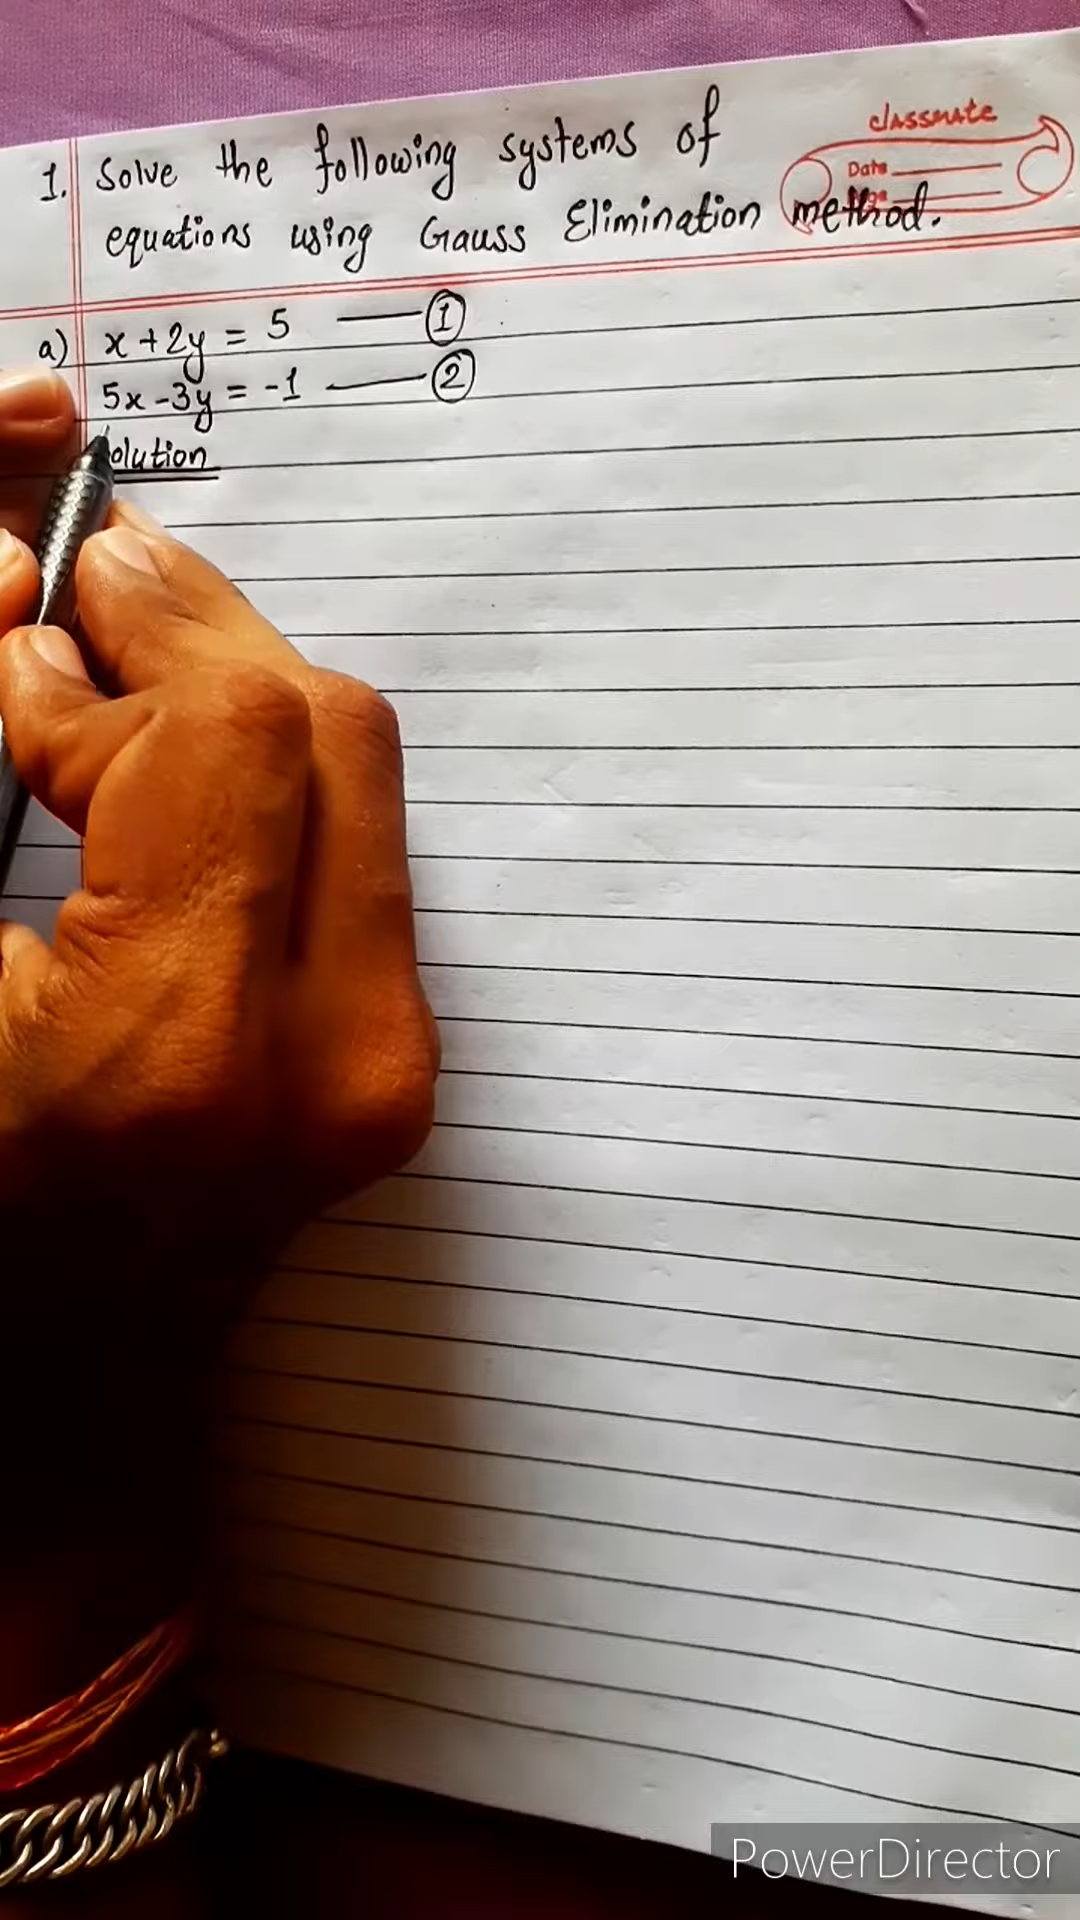 classmate
Date
1. Solve the following systems of
equations using Gauss Elimination method.
a) x + 2y = 5 —— ①
5x - 3y = -1 —— ②
olution
PowerDirector